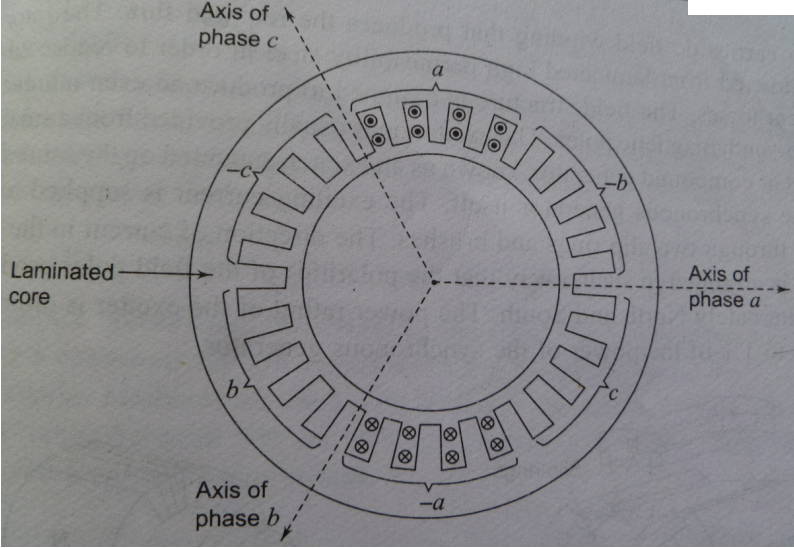 Axis of
phase c
a
-c
-b
Laminated
core
Axis of
phase a
b
c
Axis of
phase b
-a